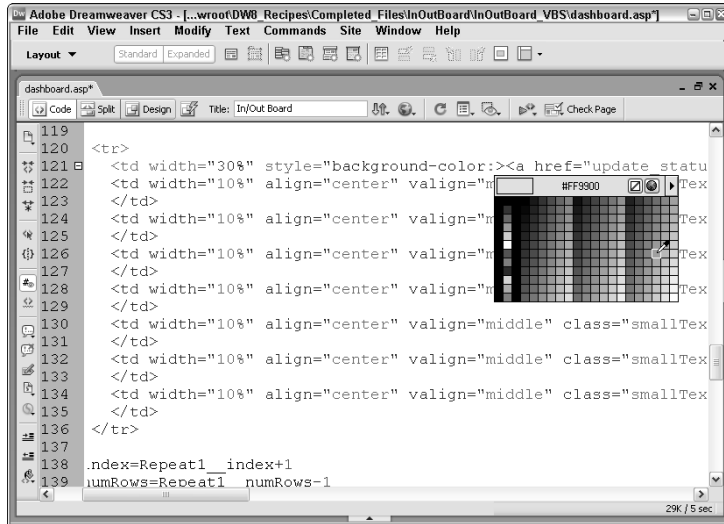 Dw Adobe Dreamweaver CS3 - [...wroot\DW8_Recipes\Completed_Files\InOutBoard\InOutBoard_VBS\dashboard.asp*]
File Edit View Insert Modify Text Commands Site Window Help
Layout Standard Expanded
dashboard.asp*
Code Split Design Title: In/Out Board Check Page
119
120 <tr>
121 <td width="30%" style="background-color:><a href="update_statu
#FF9900
122 <td width="10%" align="center" valign="m Tex
123 </td>
124 <td width="10%" align="center" valign="m Tex
125 </td>
126 <td width="10%" align="center" valign="m Tex
127 </td>
128 <td width="10%" align="center" valign="m Tex
129 </td>
130 <td width="10%" align="center" valign="middle" class="smallTex
131 </td>
132 <td width="10%" align="center" valign="middle" class="smallTex
133 </td>
134 <td width="10%" align="center" valign="middle" class="smallTex
135 </td>
136 </tr>
137
138 .ndex=Repeat1__index+1
139 numRows=Repeat1__numRows-1
29K / 5 sec